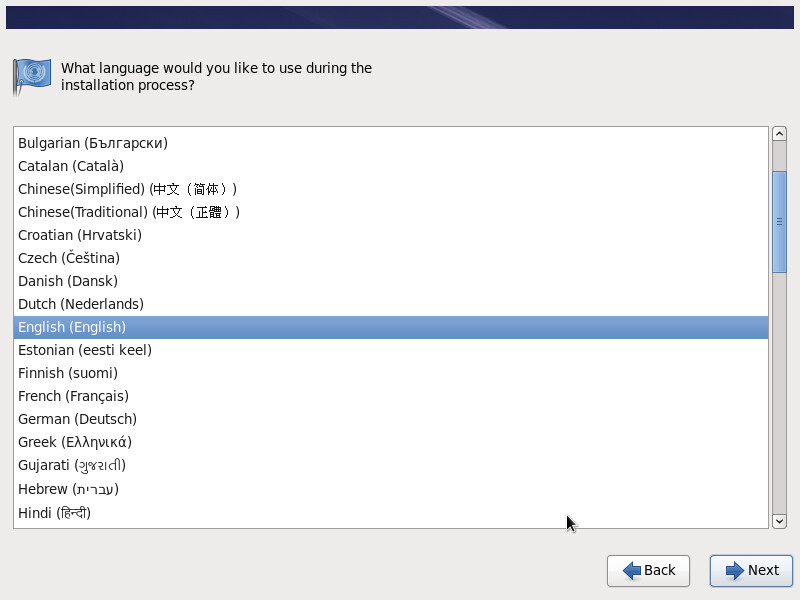 What language would you like to use during the
installation process?
Bulgarian (Български)
Catalan (Català)
Chinese(Simplified) (中文（简体）)
Chinese(Traditional) (中文（正體）)
Croatian (Hrvatski)
Czech (Čeština)
Danish (Dansk)
Dutch (Nederlands)
English (English)
Estonian (eesti keel)
Finnish (suomi)
French (Français)
German (Deutsch)
Greek (Ελληνικά)
Gujarati (ગુજરાતી)
Hebrew (עברית)
Hindi (हिन्दी)
Back
Next